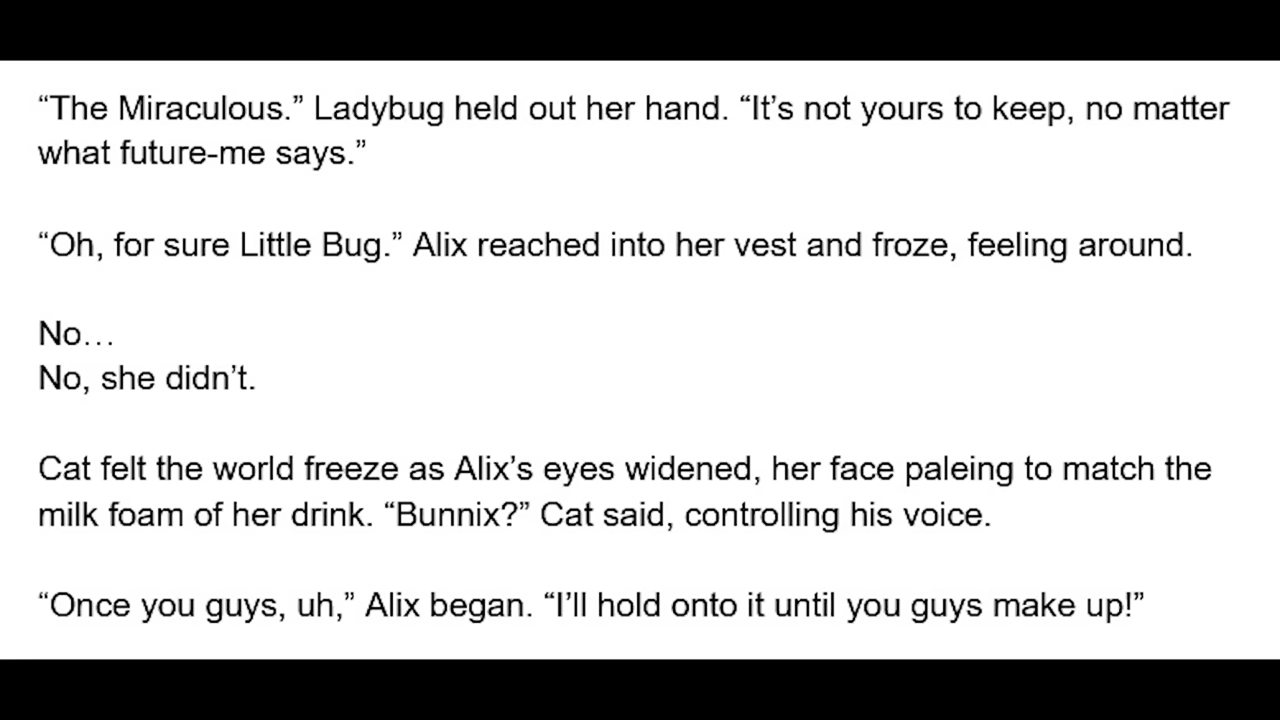 “The Miraculous.” Ladybug held out her hand. “It’s not yours to keep, no matter
what future-me says.”
“Oh, for sure Little Bug.” Alix reached into her vest and froze, feeling around.
No…
No, she didn’t.
Cat felt the world freeze as Alix’s eyes widened, her face paleing to match the
milk foam of her drink. “Bunnix?” Cat said, controlling his voice.
“Once you guys, uh,” Alix began. “I’ll hold onto it until you guys make up!”